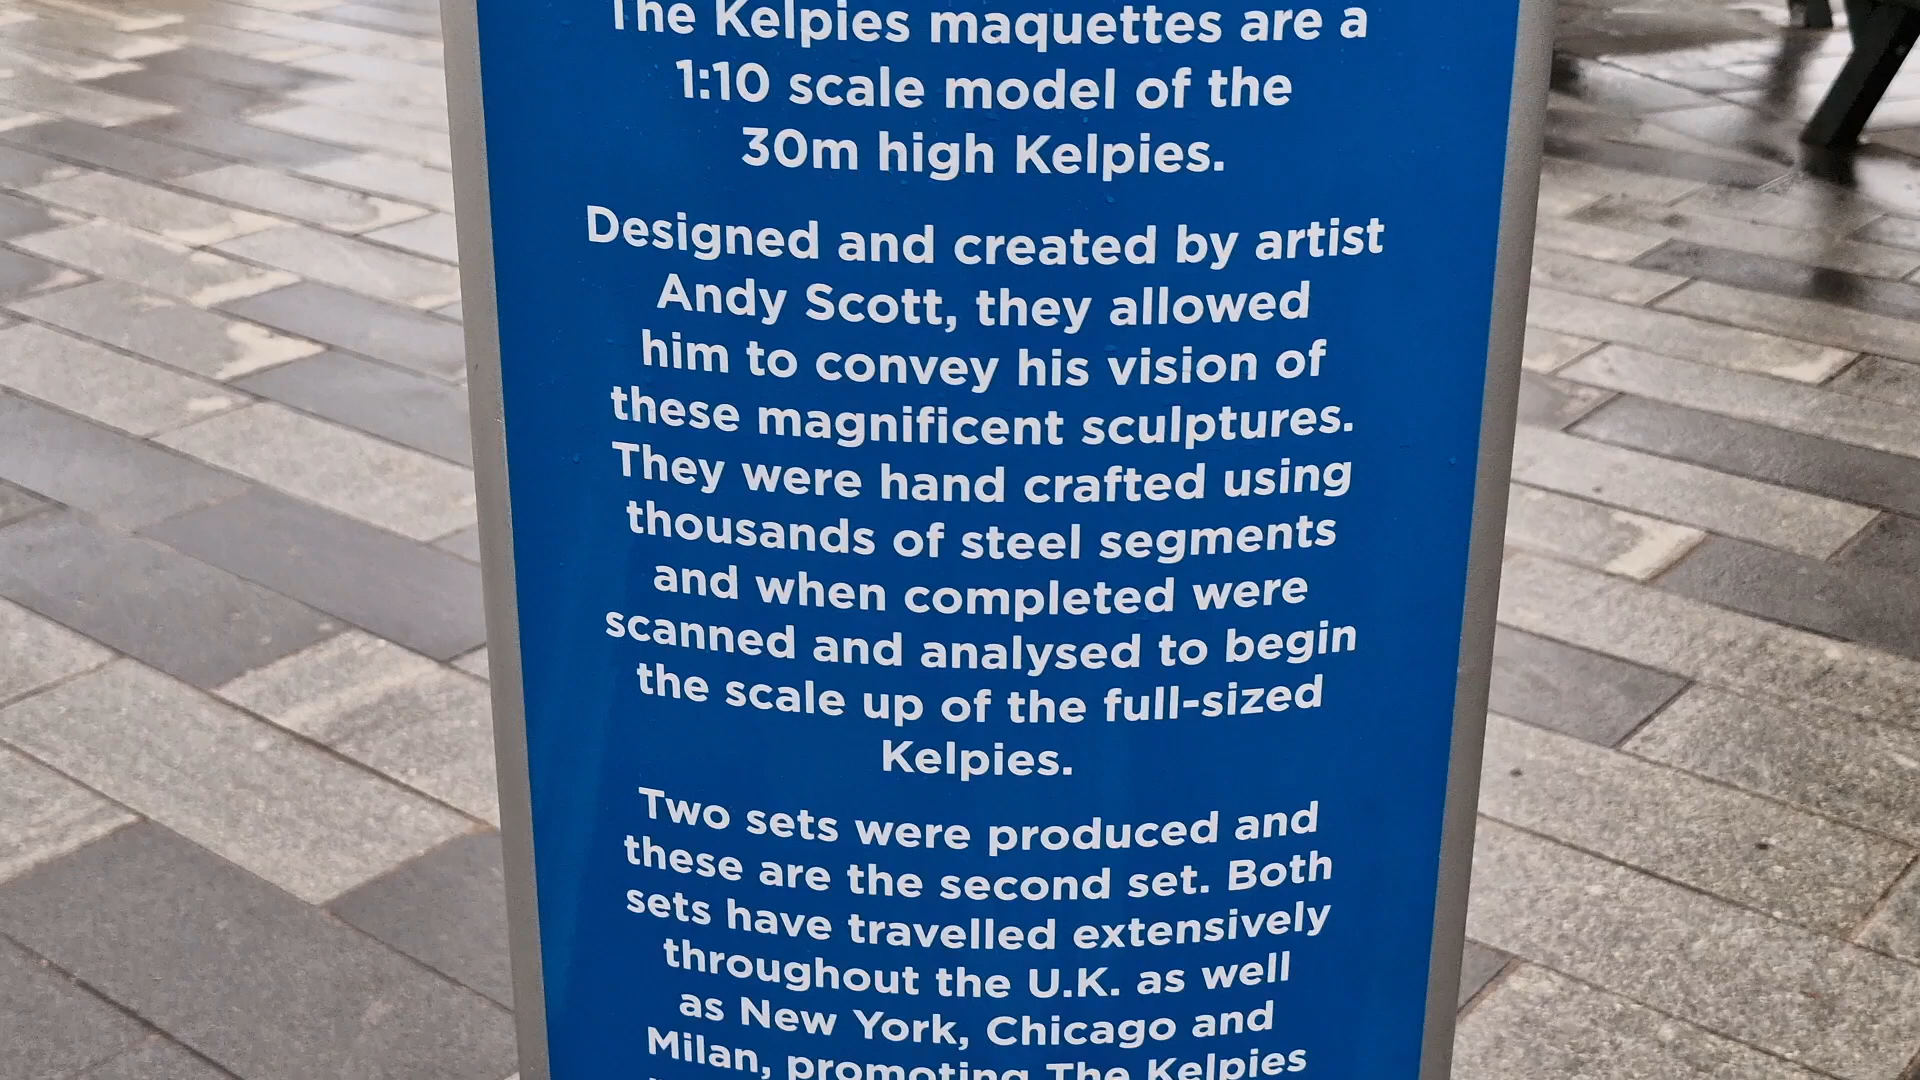 The Kelpies maquettes are a
1:10 scale model of the
30m high Kelpies.
Designed and created by artist
Andy Scott, they allowed
him to convey his vision of
these magnificent sculptures.
They were hand crafted using
thousands of steel segments
and when completed were
scanned and analysed to begin
the scale up of the full-sized
Kelpies.
Two sets were produced and
these are the second set. Both
sets have travelled extensively
throughout the U.K. as well
as New York, Chicago and
Milan, promoting The Kelpies